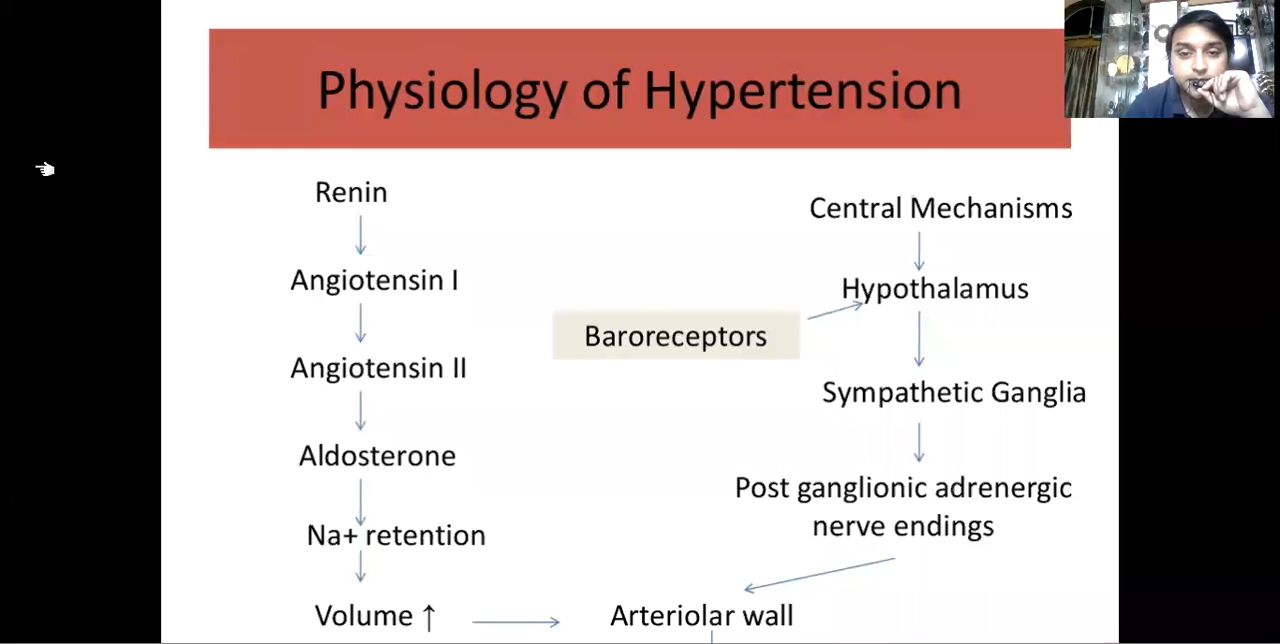 Physiology of Hypertension
Renin
Angiotensin I
Angiotensin II
Aldosterone
Na+ retention
Volume ↑
Baroreceptors
Central Mechanisms
Hypothalamus
Sympathetic Ganglia
Post ganglionic adrenergic
nerve endings
Arteriolar wall